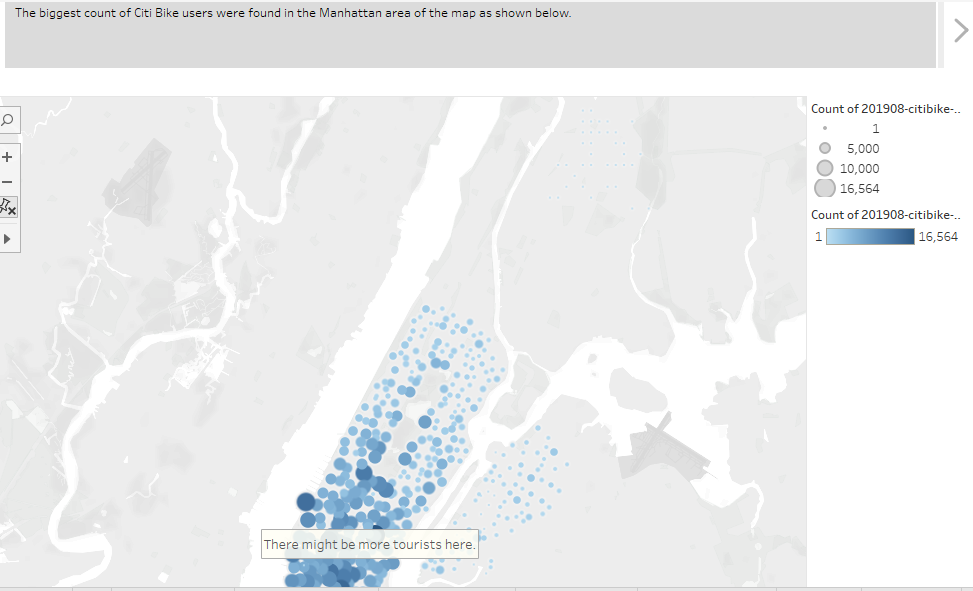 The biggest count of Citi Bike users were found in the Manhattan area of the map as shown below.
Count of 201908-citibike-..
1
5,000
10,000
16,564
Count of 201908-citibike-..
1 16,564
There might be more tourists here.